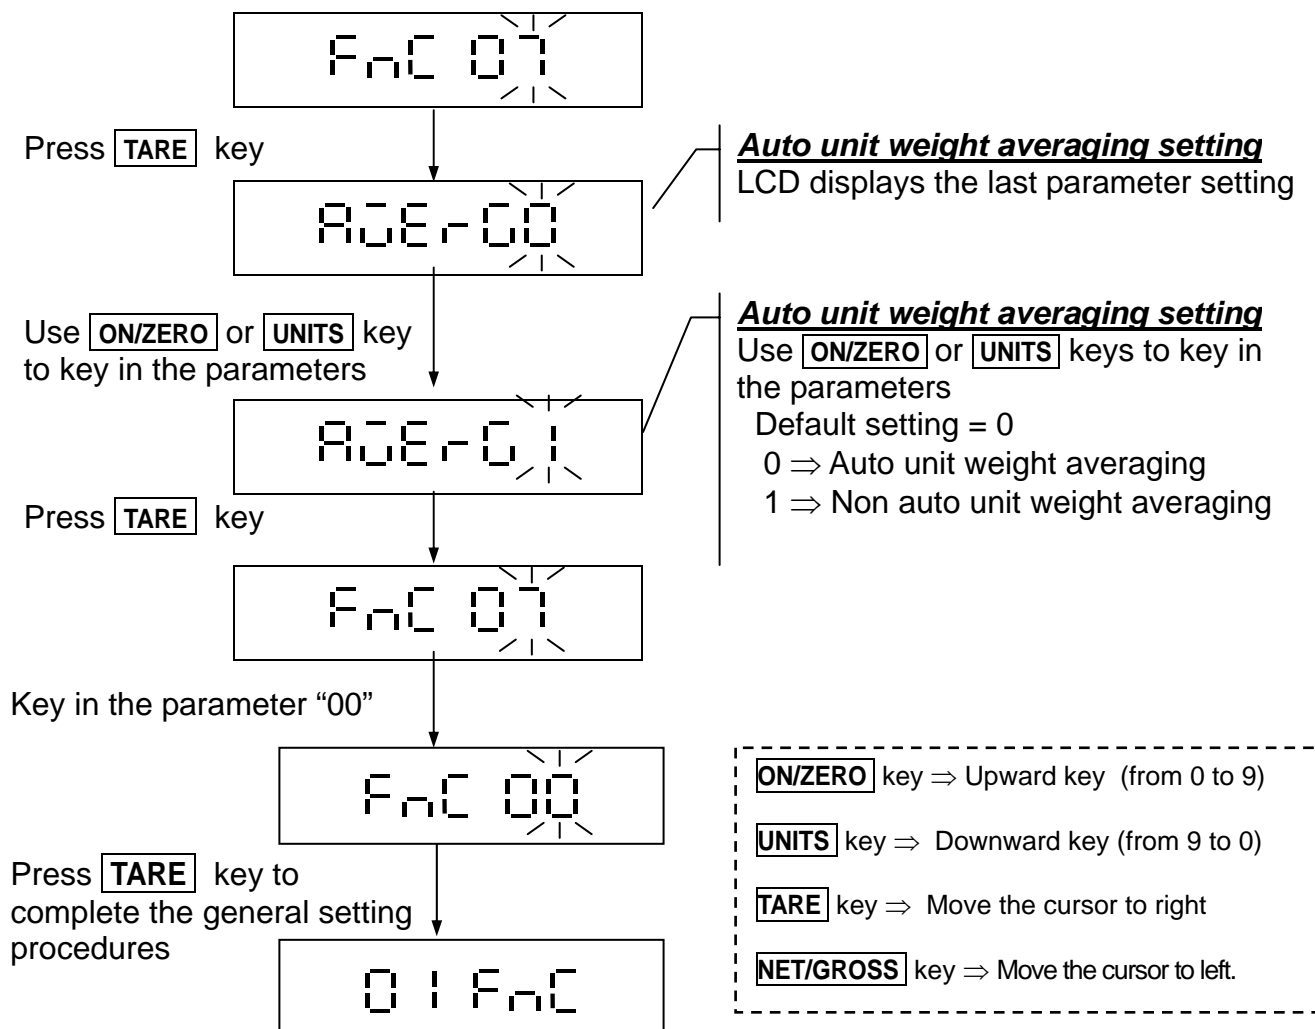 FnC 07
Press TARE key
Auto unit weight averaging setting
LCD displays the last parameter setting
AVErG0
Use ON/ZERO or UNITS key
to key in the parameters
Auto unit weight averaging setting
Use ON/ZERO or UNITS keys to key in
the parameters
Default setting = 0
0 ⇒ Auto unit weight averaging
1 ⇒ Non auto unit weight averaging
AVErG 1
Press TARE key
FnC 07
Key in the parameter “00”
FnC 00
Press TARE key to
complete the general setting
procedures
01 FnC
ON/ZERO key ⇒ Upward key (from 0 to 9)
UNITS key ⇒ Downward key (from 9 to 0)
TARE key ⇒ Move the cursor to right
NET/GROSS key ⇒ Move the cursor to left.